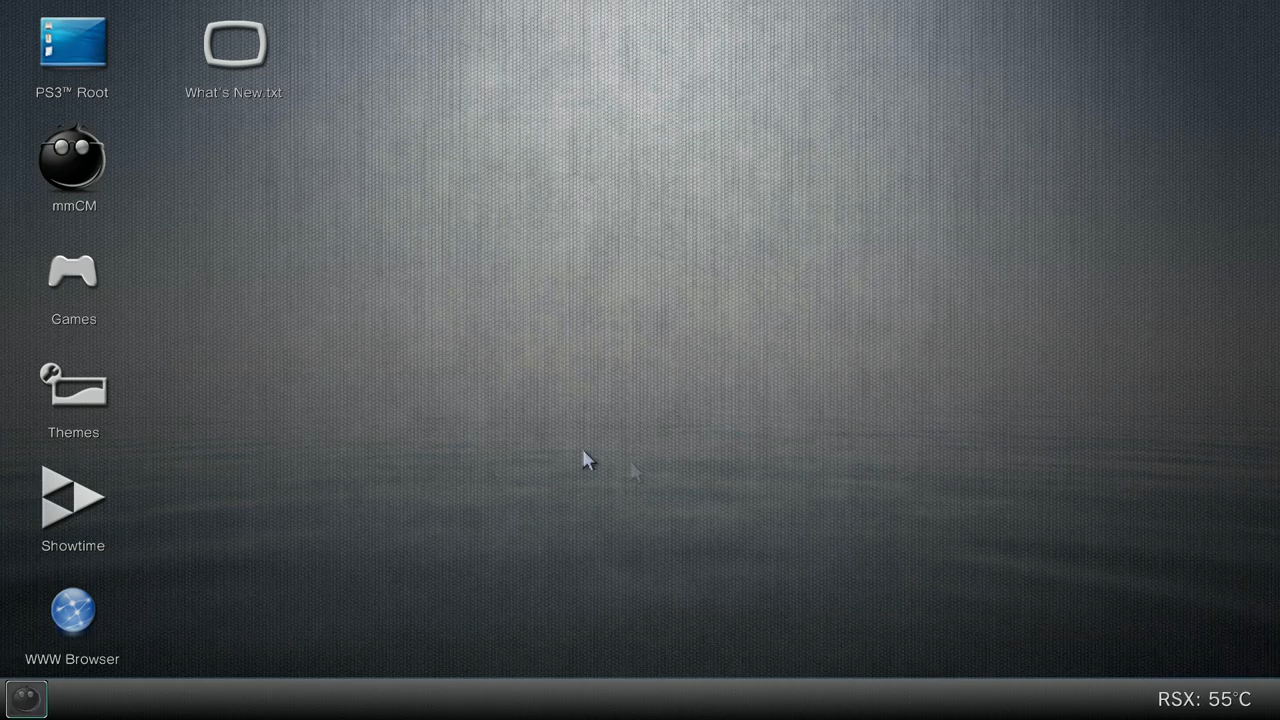 PS3™ Root
What's New.txt
mmCM
Games
Themes
Showtime
WWW Browser
RSX: 55°C